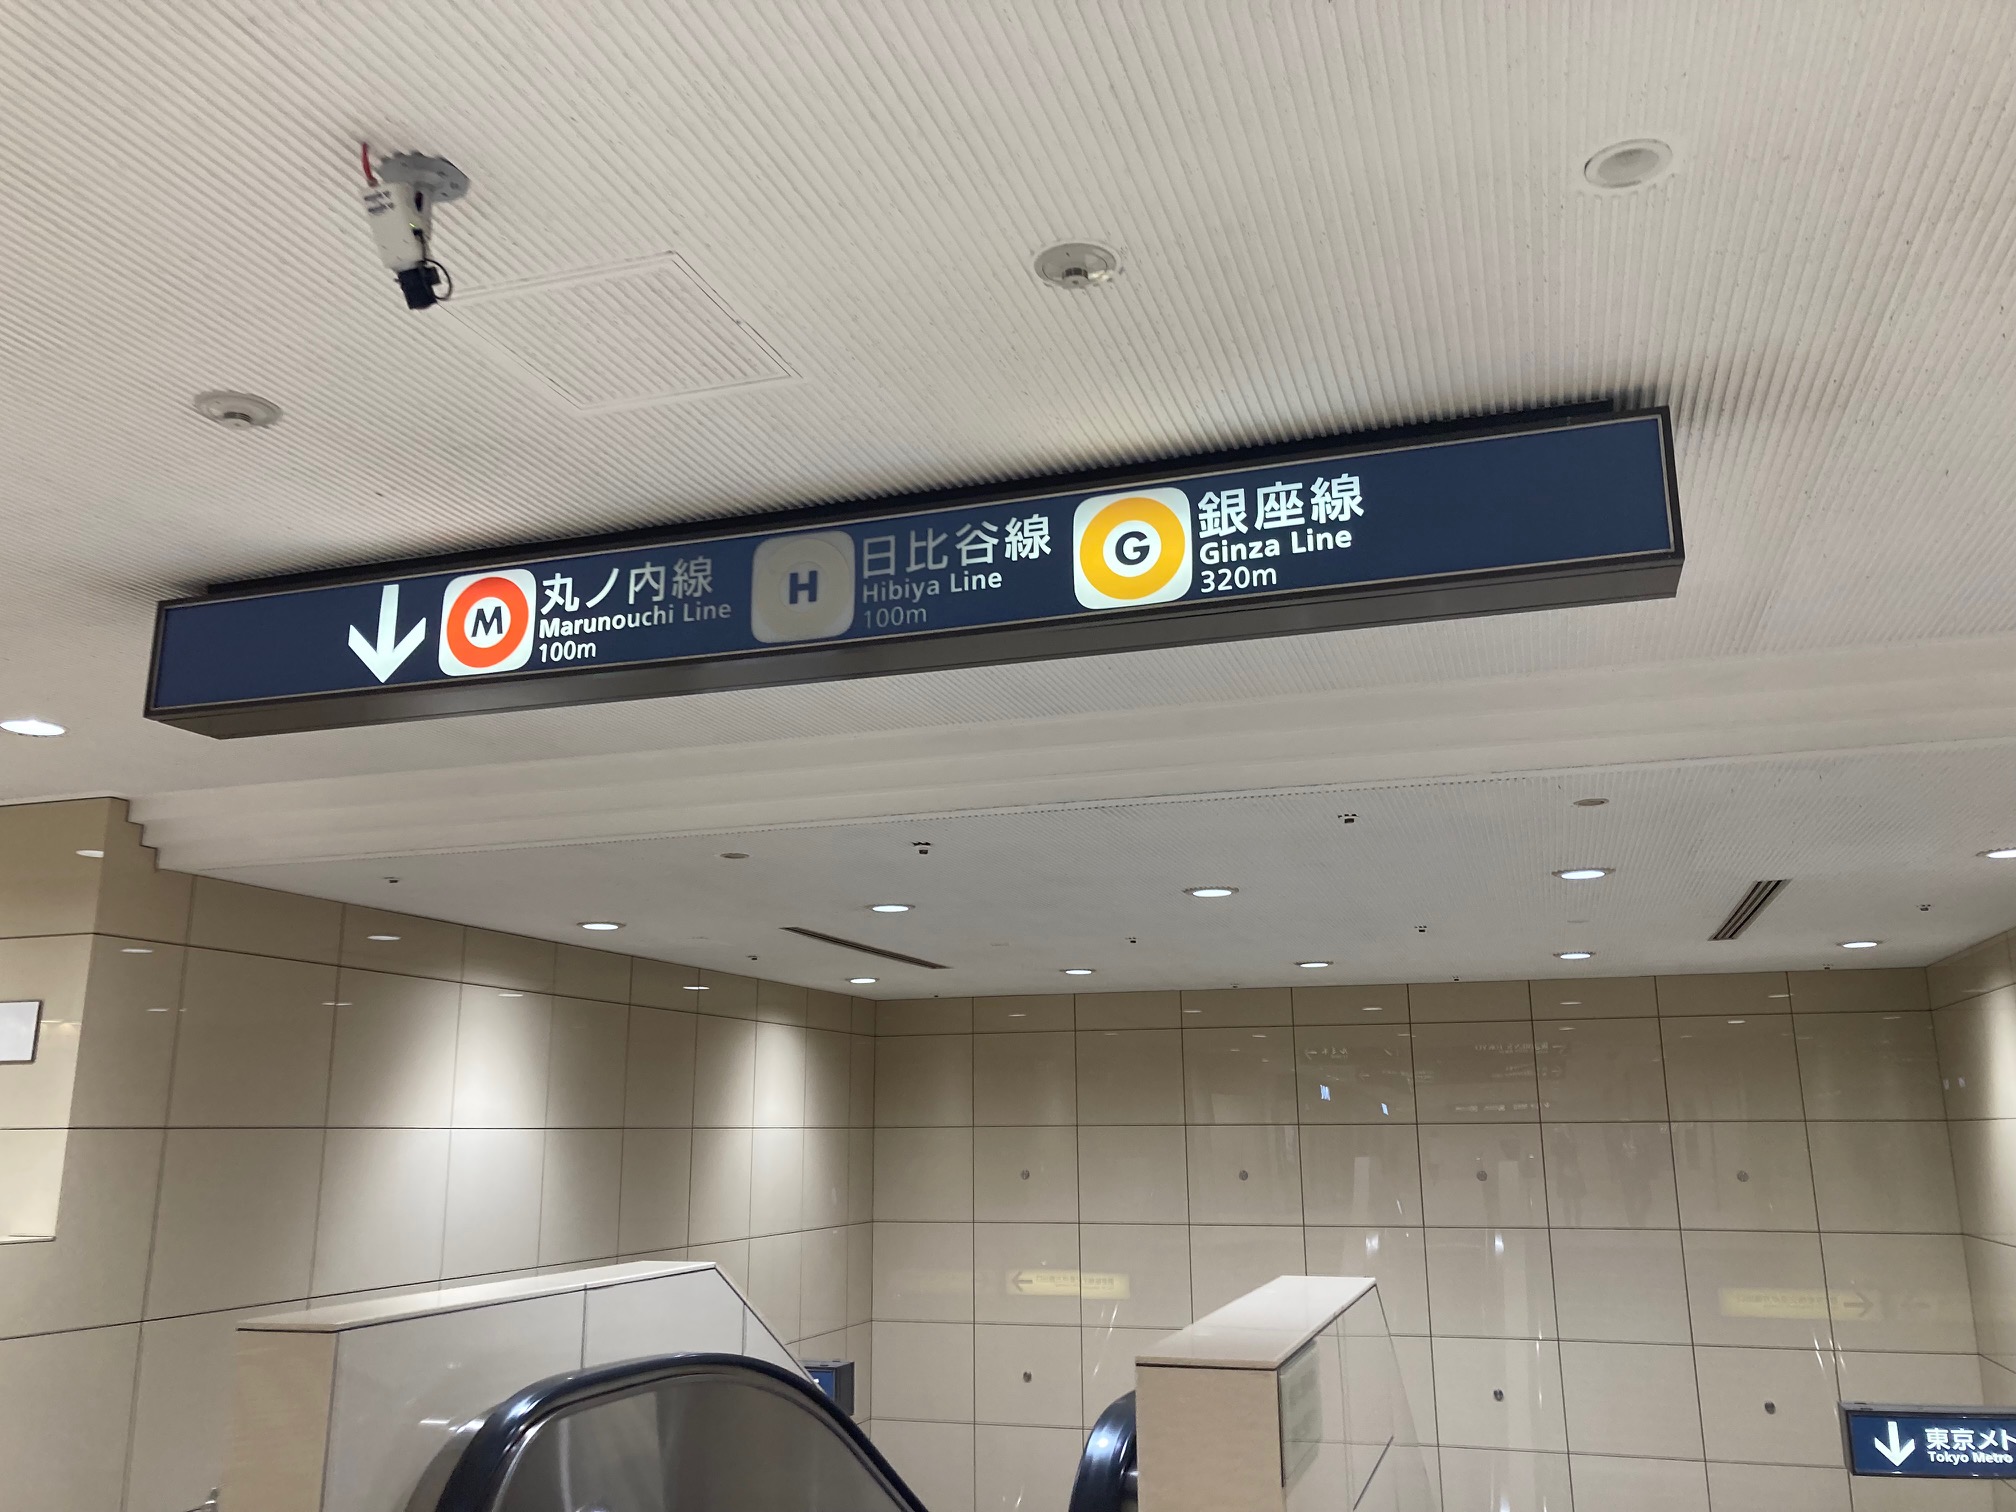 M
丸ノ内線
Marunouchi Line
100m
H
日比谷線
Hibiya Line
100m
G
銀座線
Ginza Line
320m
東京メト
Tokyo Metro